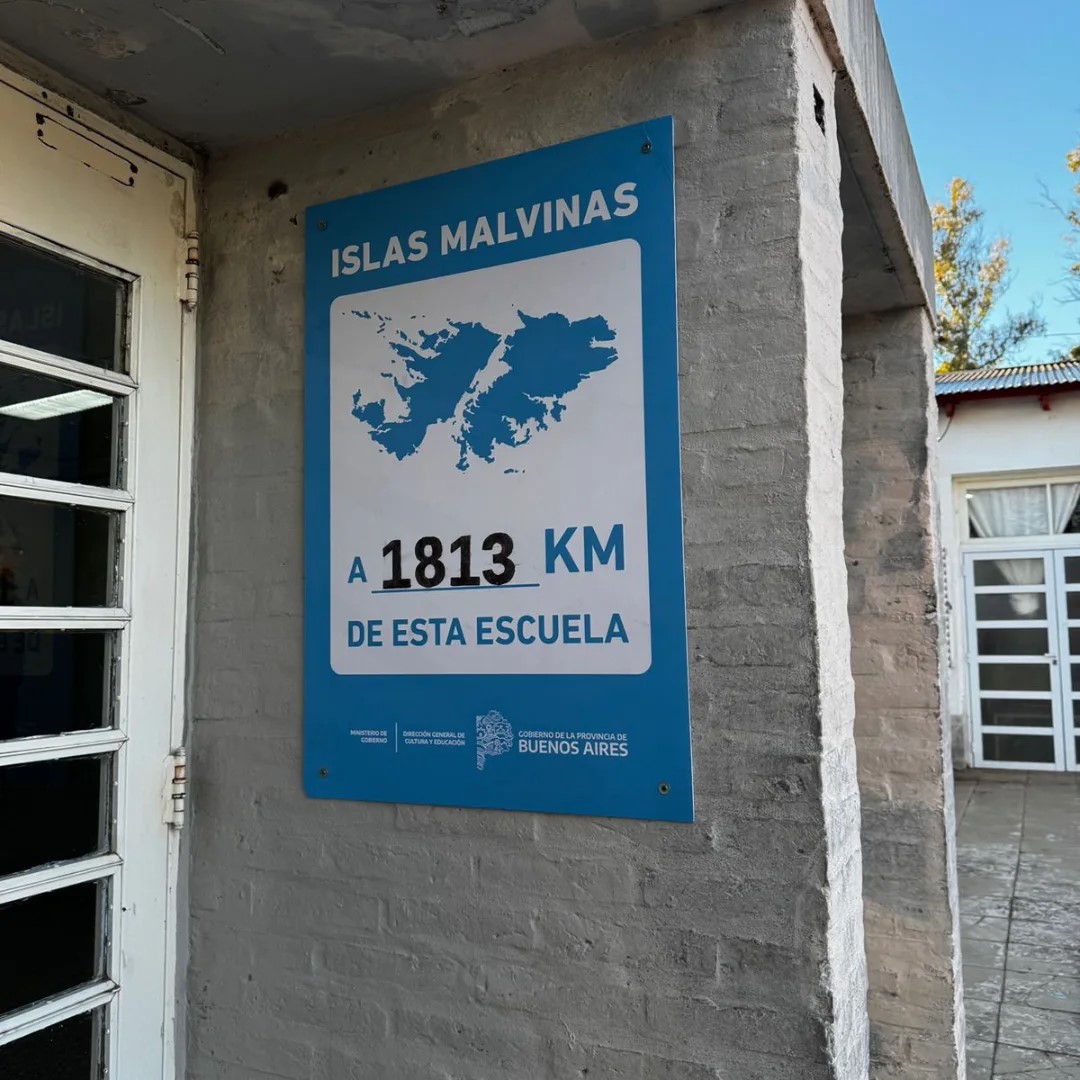 ISLAS MALVINAS
A 1813 KM
DE ESTA ESCUELA
MINISTERIO DE
GOBIERNO
DIRECCIÓN GENERAL DE
CULTURA Y EDUCACIÓN
GOBIERNO DE LA PROVINCIA DE
BUENOS AIRES